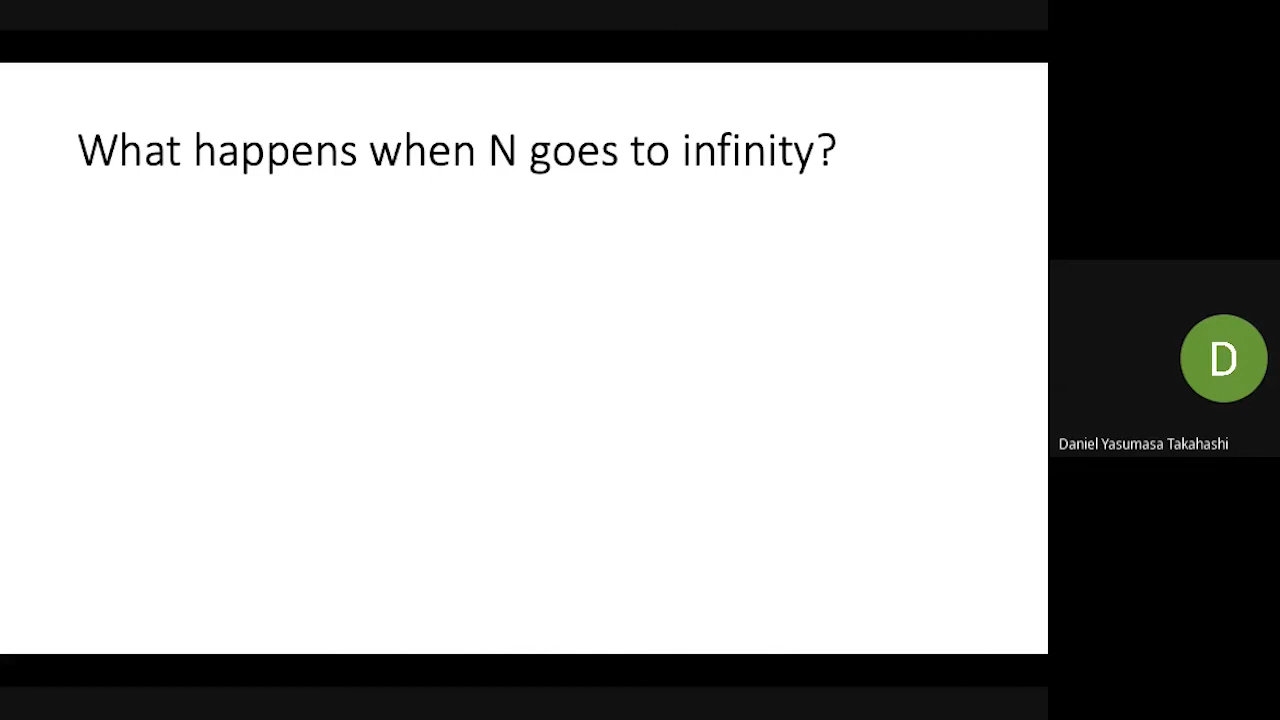 What happens when N goes to infinity?
D
Daniel Yasumasa Takahashi